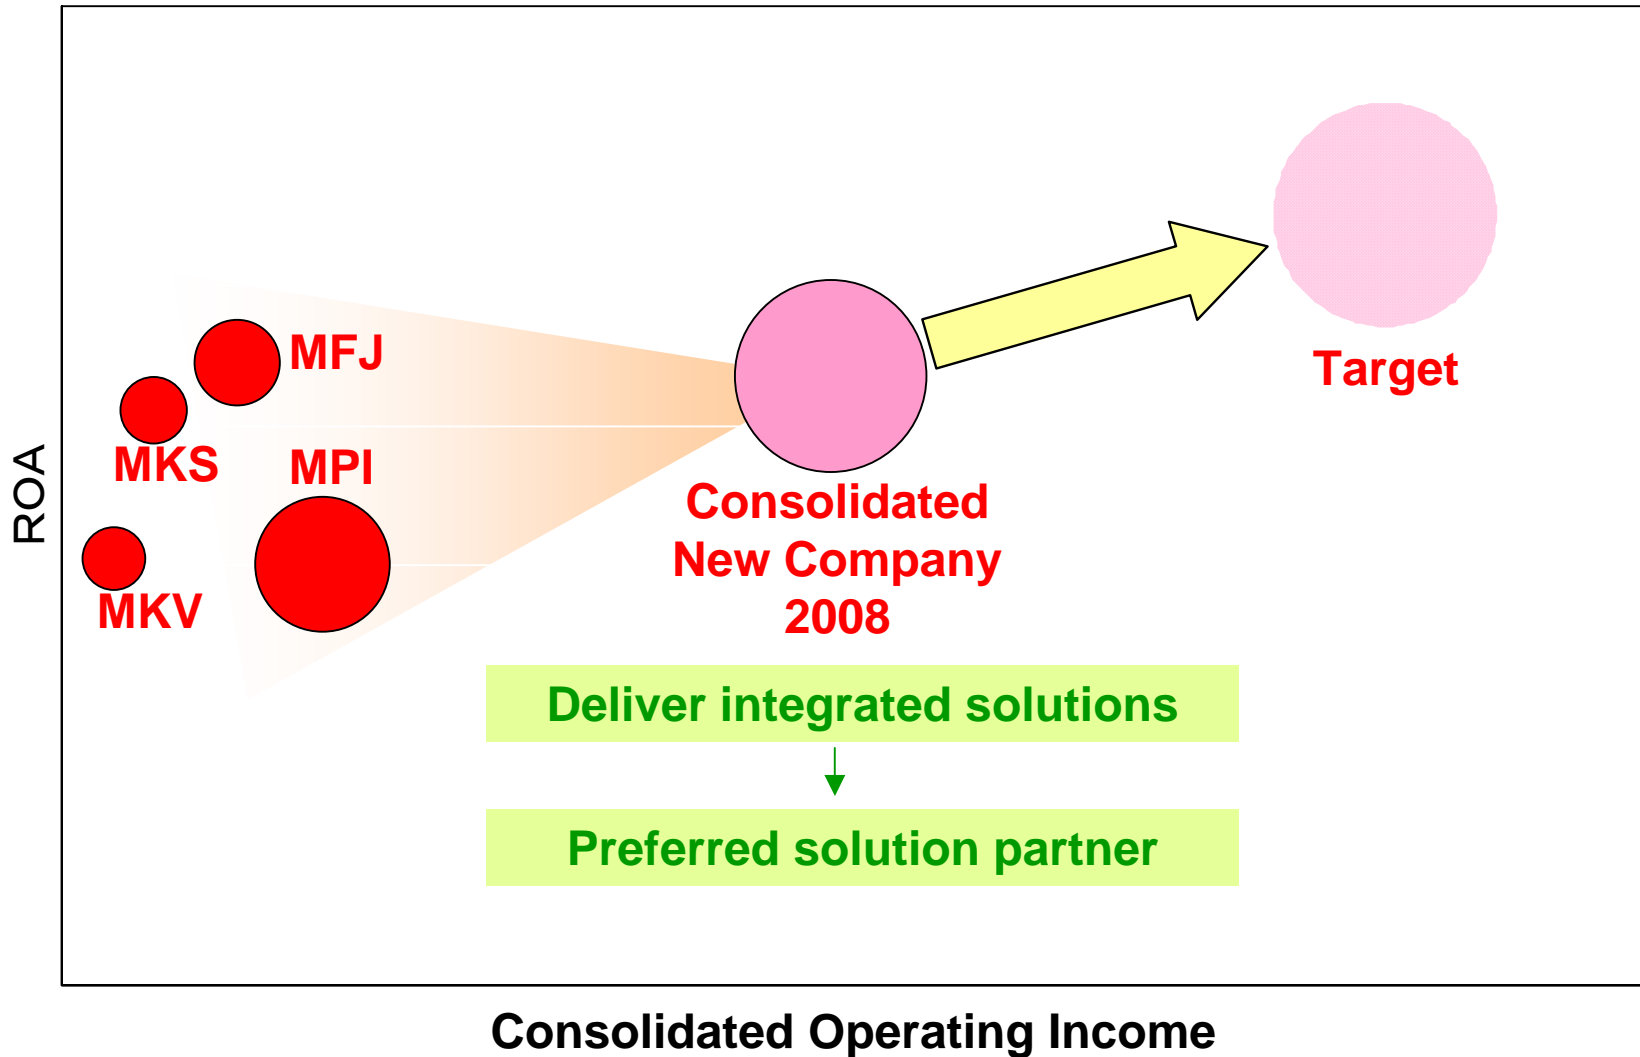 MFJ
MKS
MPI
MKV
ROA
Target
Consolidated
New Company
2008
Deliver integrated solutions
Preferred solution partner
Consolidated Operating Income